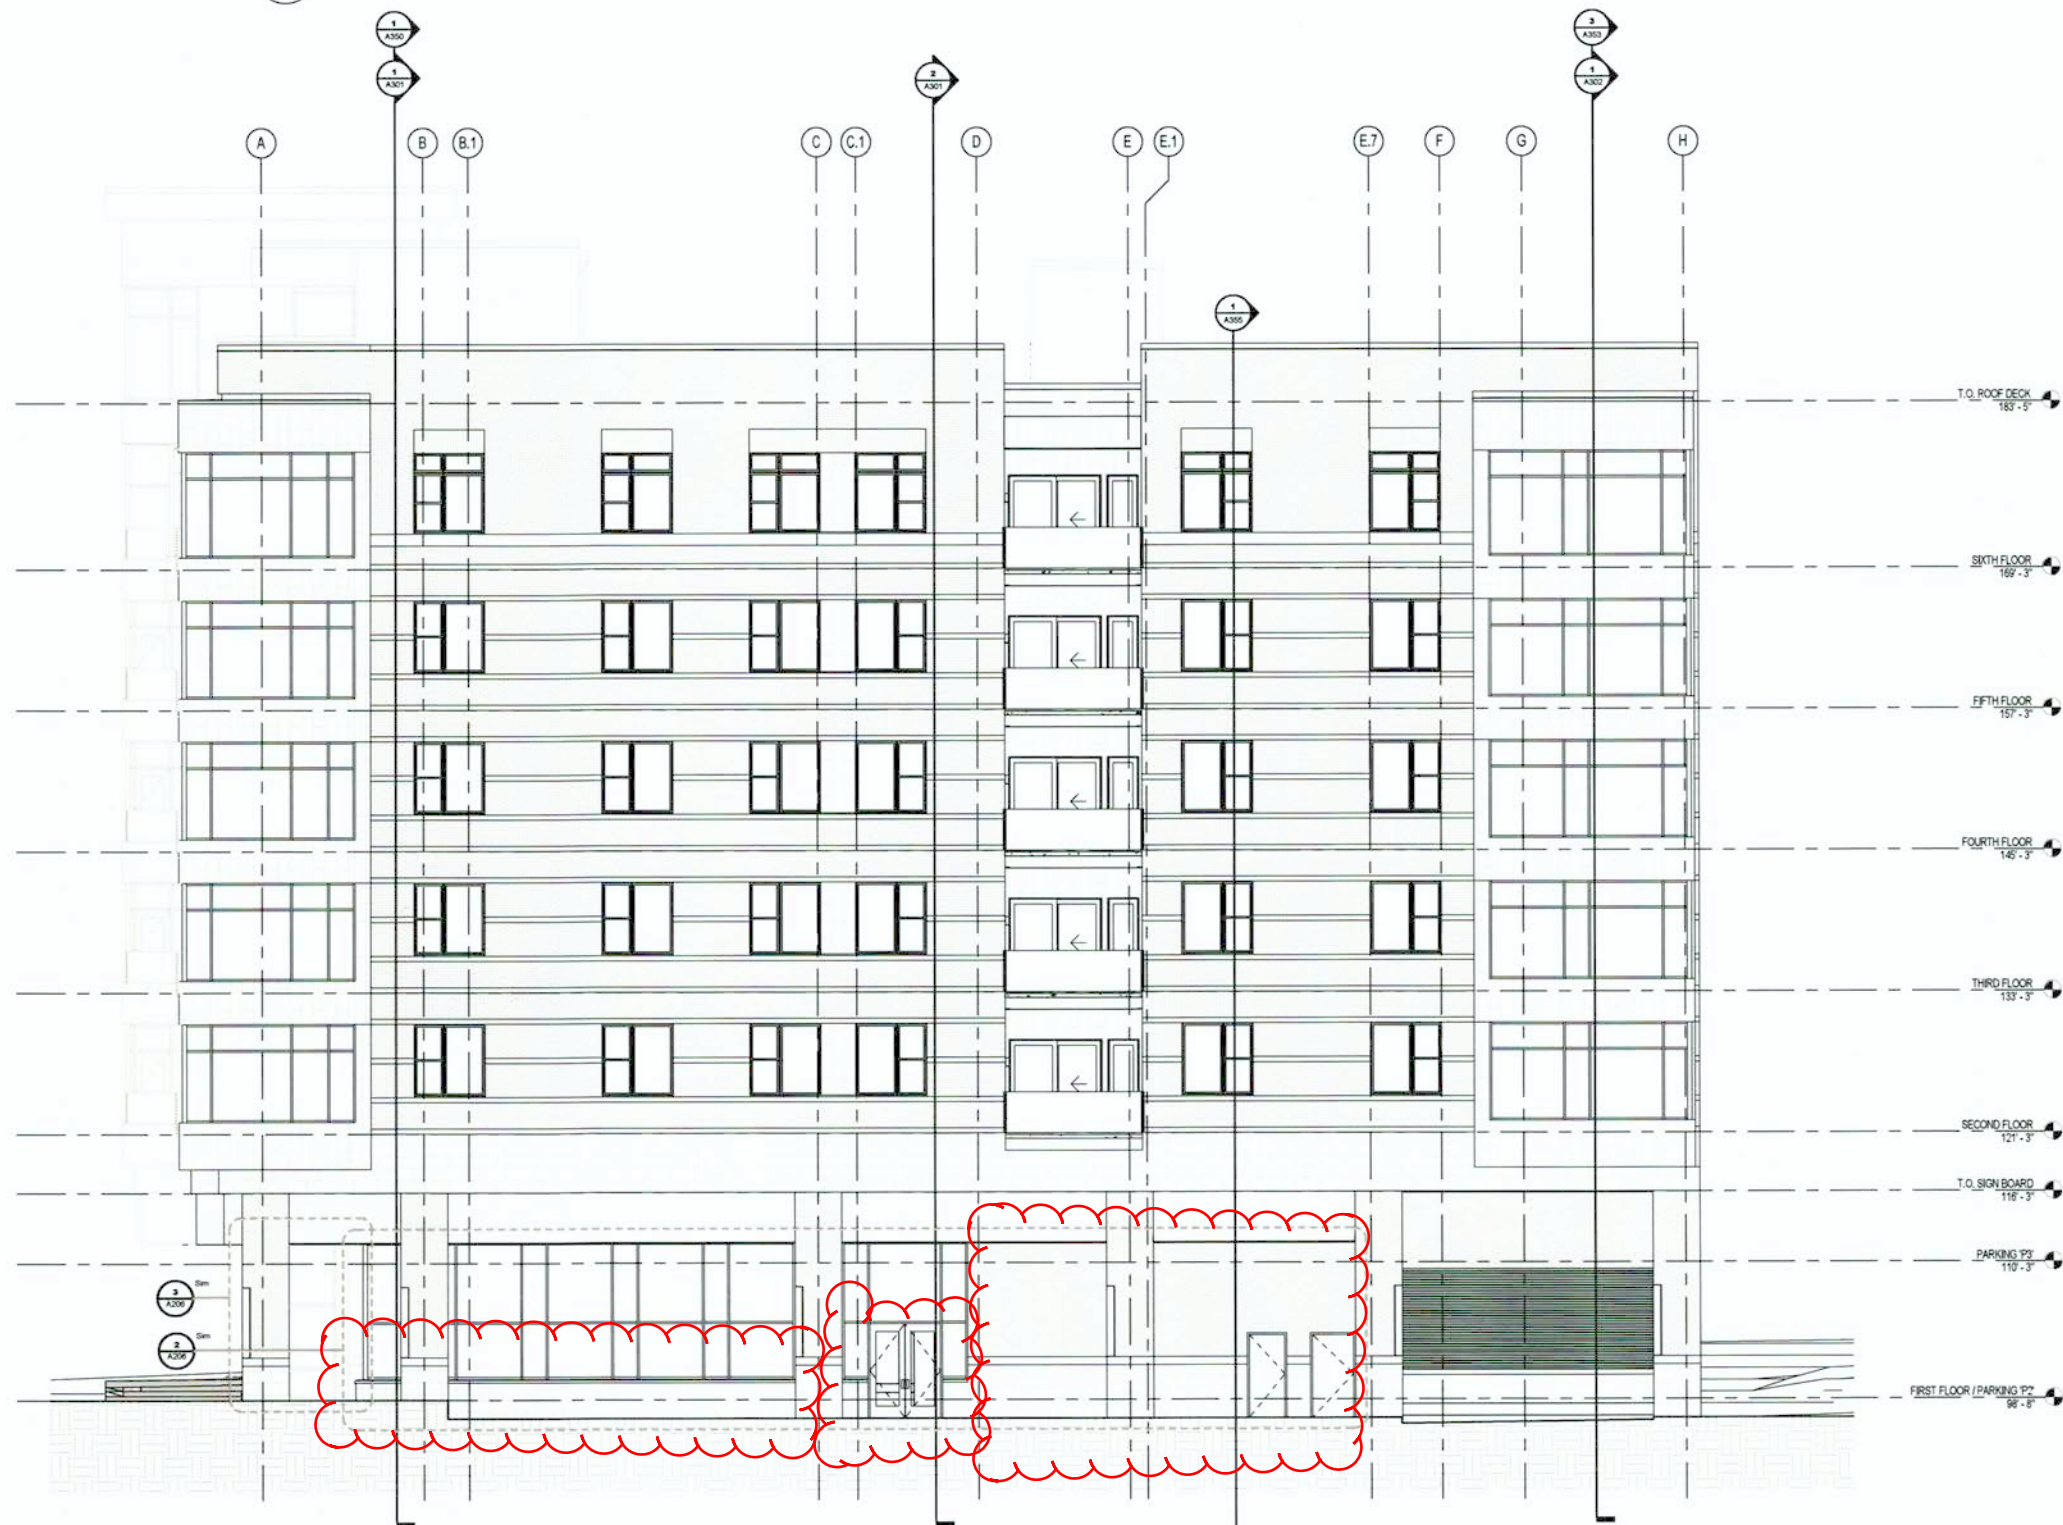 1
A350
1
A301
2
A301
3
A353
1
A302
A
B
B.1
C
C.1
D
E
E.1
E.7
F
G
H
1
A355
T.O. ROOF DECK
183' - 5"
SIXTH FLOOR
169' - 3"
FIFTH FLOOR
157' - 3"
FOURTH FLOOR
145' - 3"
THIRD FLOOR
133' - 3"
SECOND FLOOR
121' - 3"
T.O. SIGN BOARD
116' - 3"
PARKING 'P3'
110' - 3"
3
A206
Sim
2
A206
Sim
FIRST FLOOR / PARKING 'P2'
98' - 8"